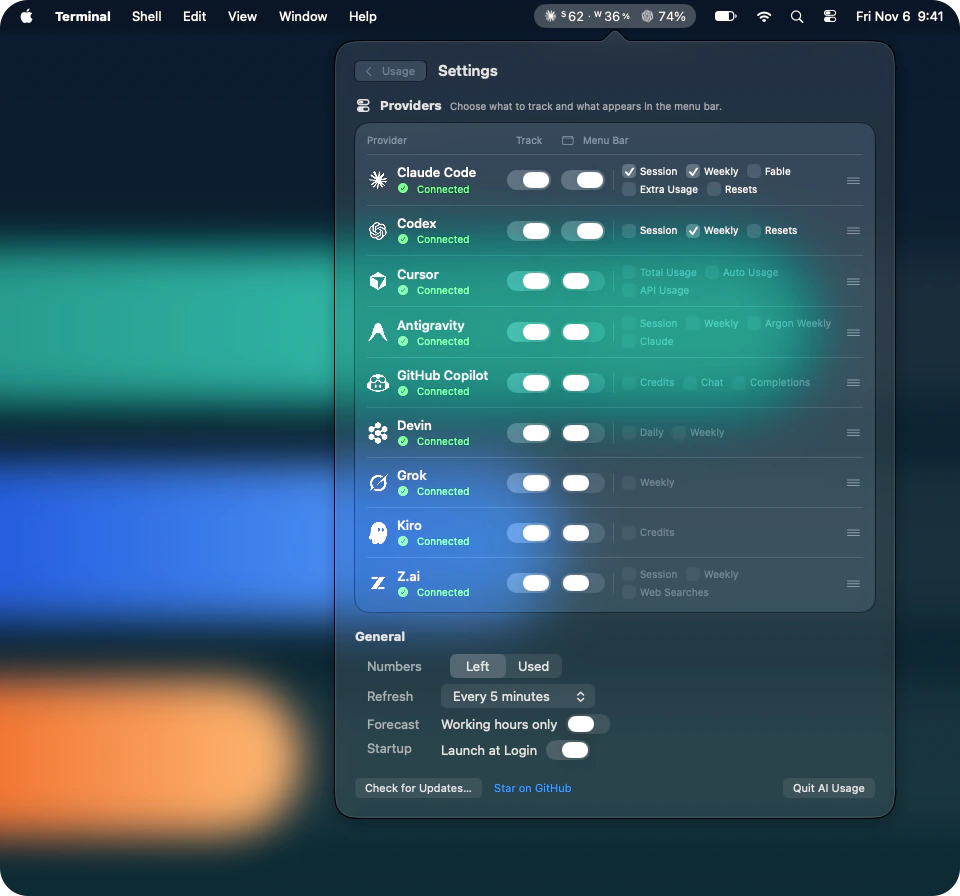 Terminal Shell Edit View Window Help S 62 · W 36 % 74% Fri Nov 6 9:41
Usage Settings
Providers Choose what to track and what appears in the menu bar.
Provider Track Menu Bar
Claude Code
Connected
Session Weekly Fable
Extra Usage Resets
Codex
Connected
Session Weekly Resets
Cursor
Connected
Total Usage Auto Usage
API Usage
Antigravity
Connected
Session Weekly Argon Weekly
Claude
GitHub Copilot
Connected
Credits Chat Completions
Devin
Connected
Daily Weekly
Grok
Connected
Weekly
Kiro
Connected
Credits
Z.ai
Connected
Session Weekly
Web Searches
General
Numbers Left Used
Refresh Every 5 minutes
Forecast Working hours only
Startup Launch at Login
Check for Updates... Star on GitHub Quit AI Usage